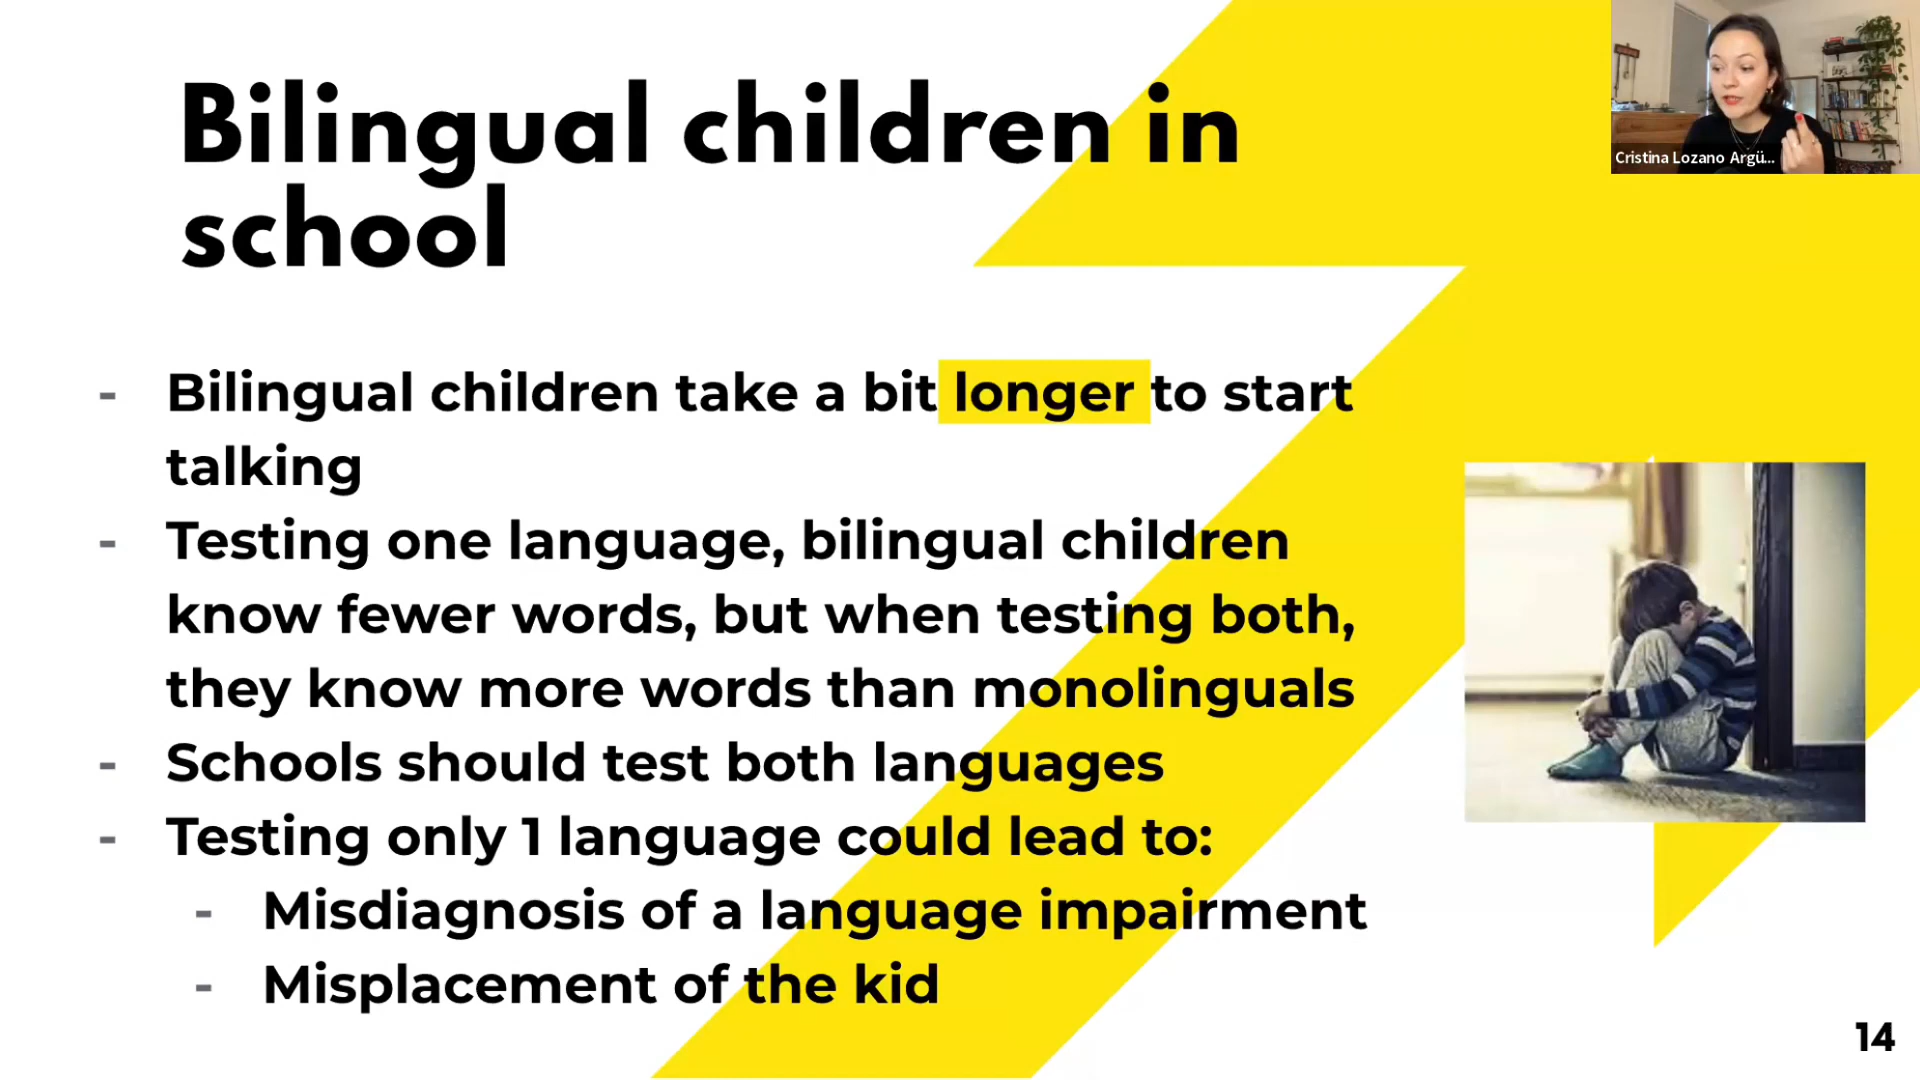 Bilingual children in
school
Cristina Lozano Argü...
- Bilingual children take a bit longer to start
talking
- Testing one language, bilingual children
know fewer words, but when testing both,
they know more words than monolinguals
- Schools should test both languages
- Testing only 1 language could lead to:
- Misdiagnosis of a language impairment
- Misplacement of the kid
14